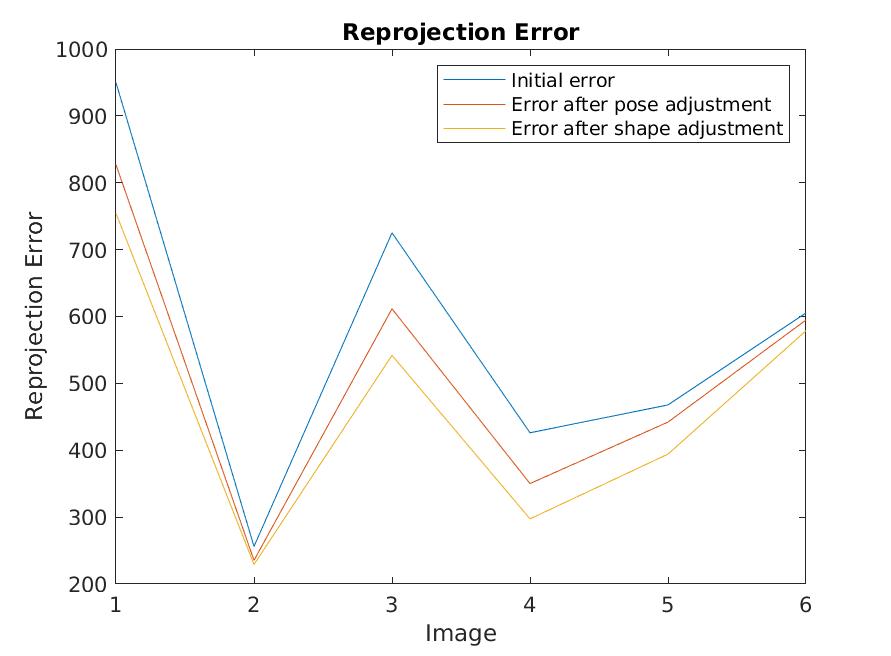 Reprojection Error
1000
900
800
700
600
500
400
300
200
Reprojection Error
Initial error
Error after pose adjustment
Error after shape adjustment
1 2 3 4 5 6
Image